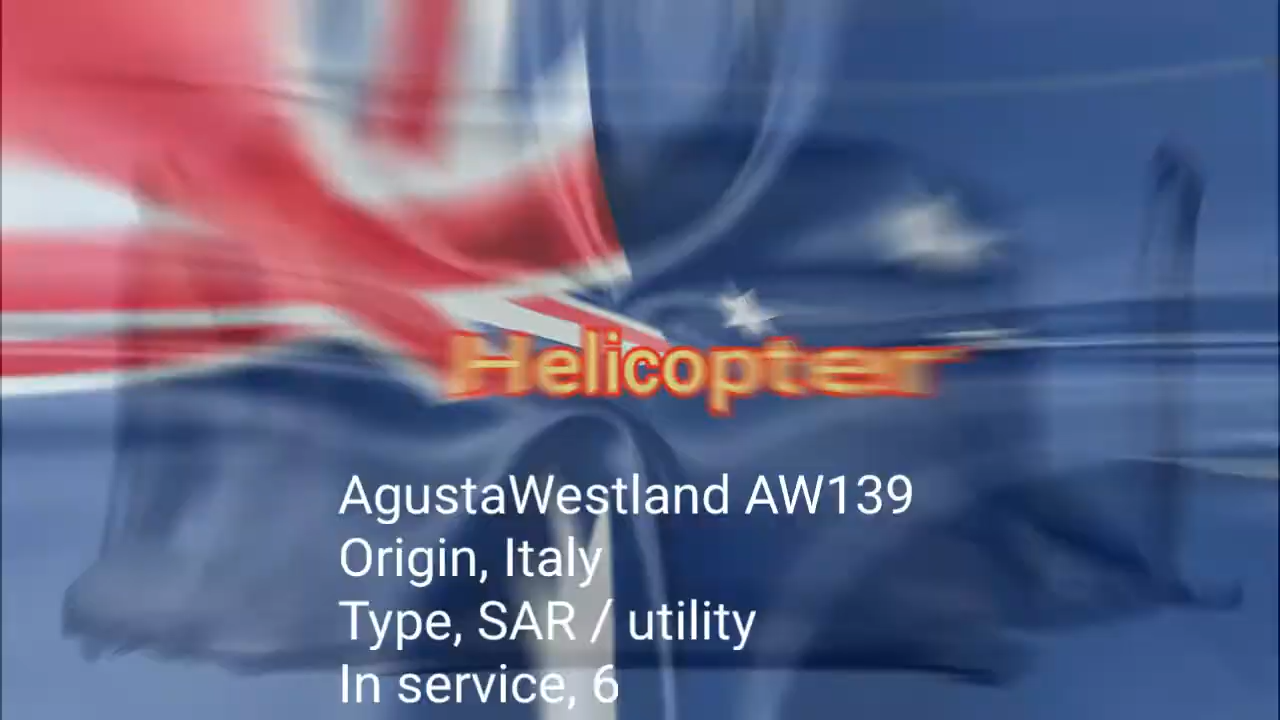 Helicopter
AgustaWestland AW139
Origin, Italy
Type, SAR / utility
In service, 6